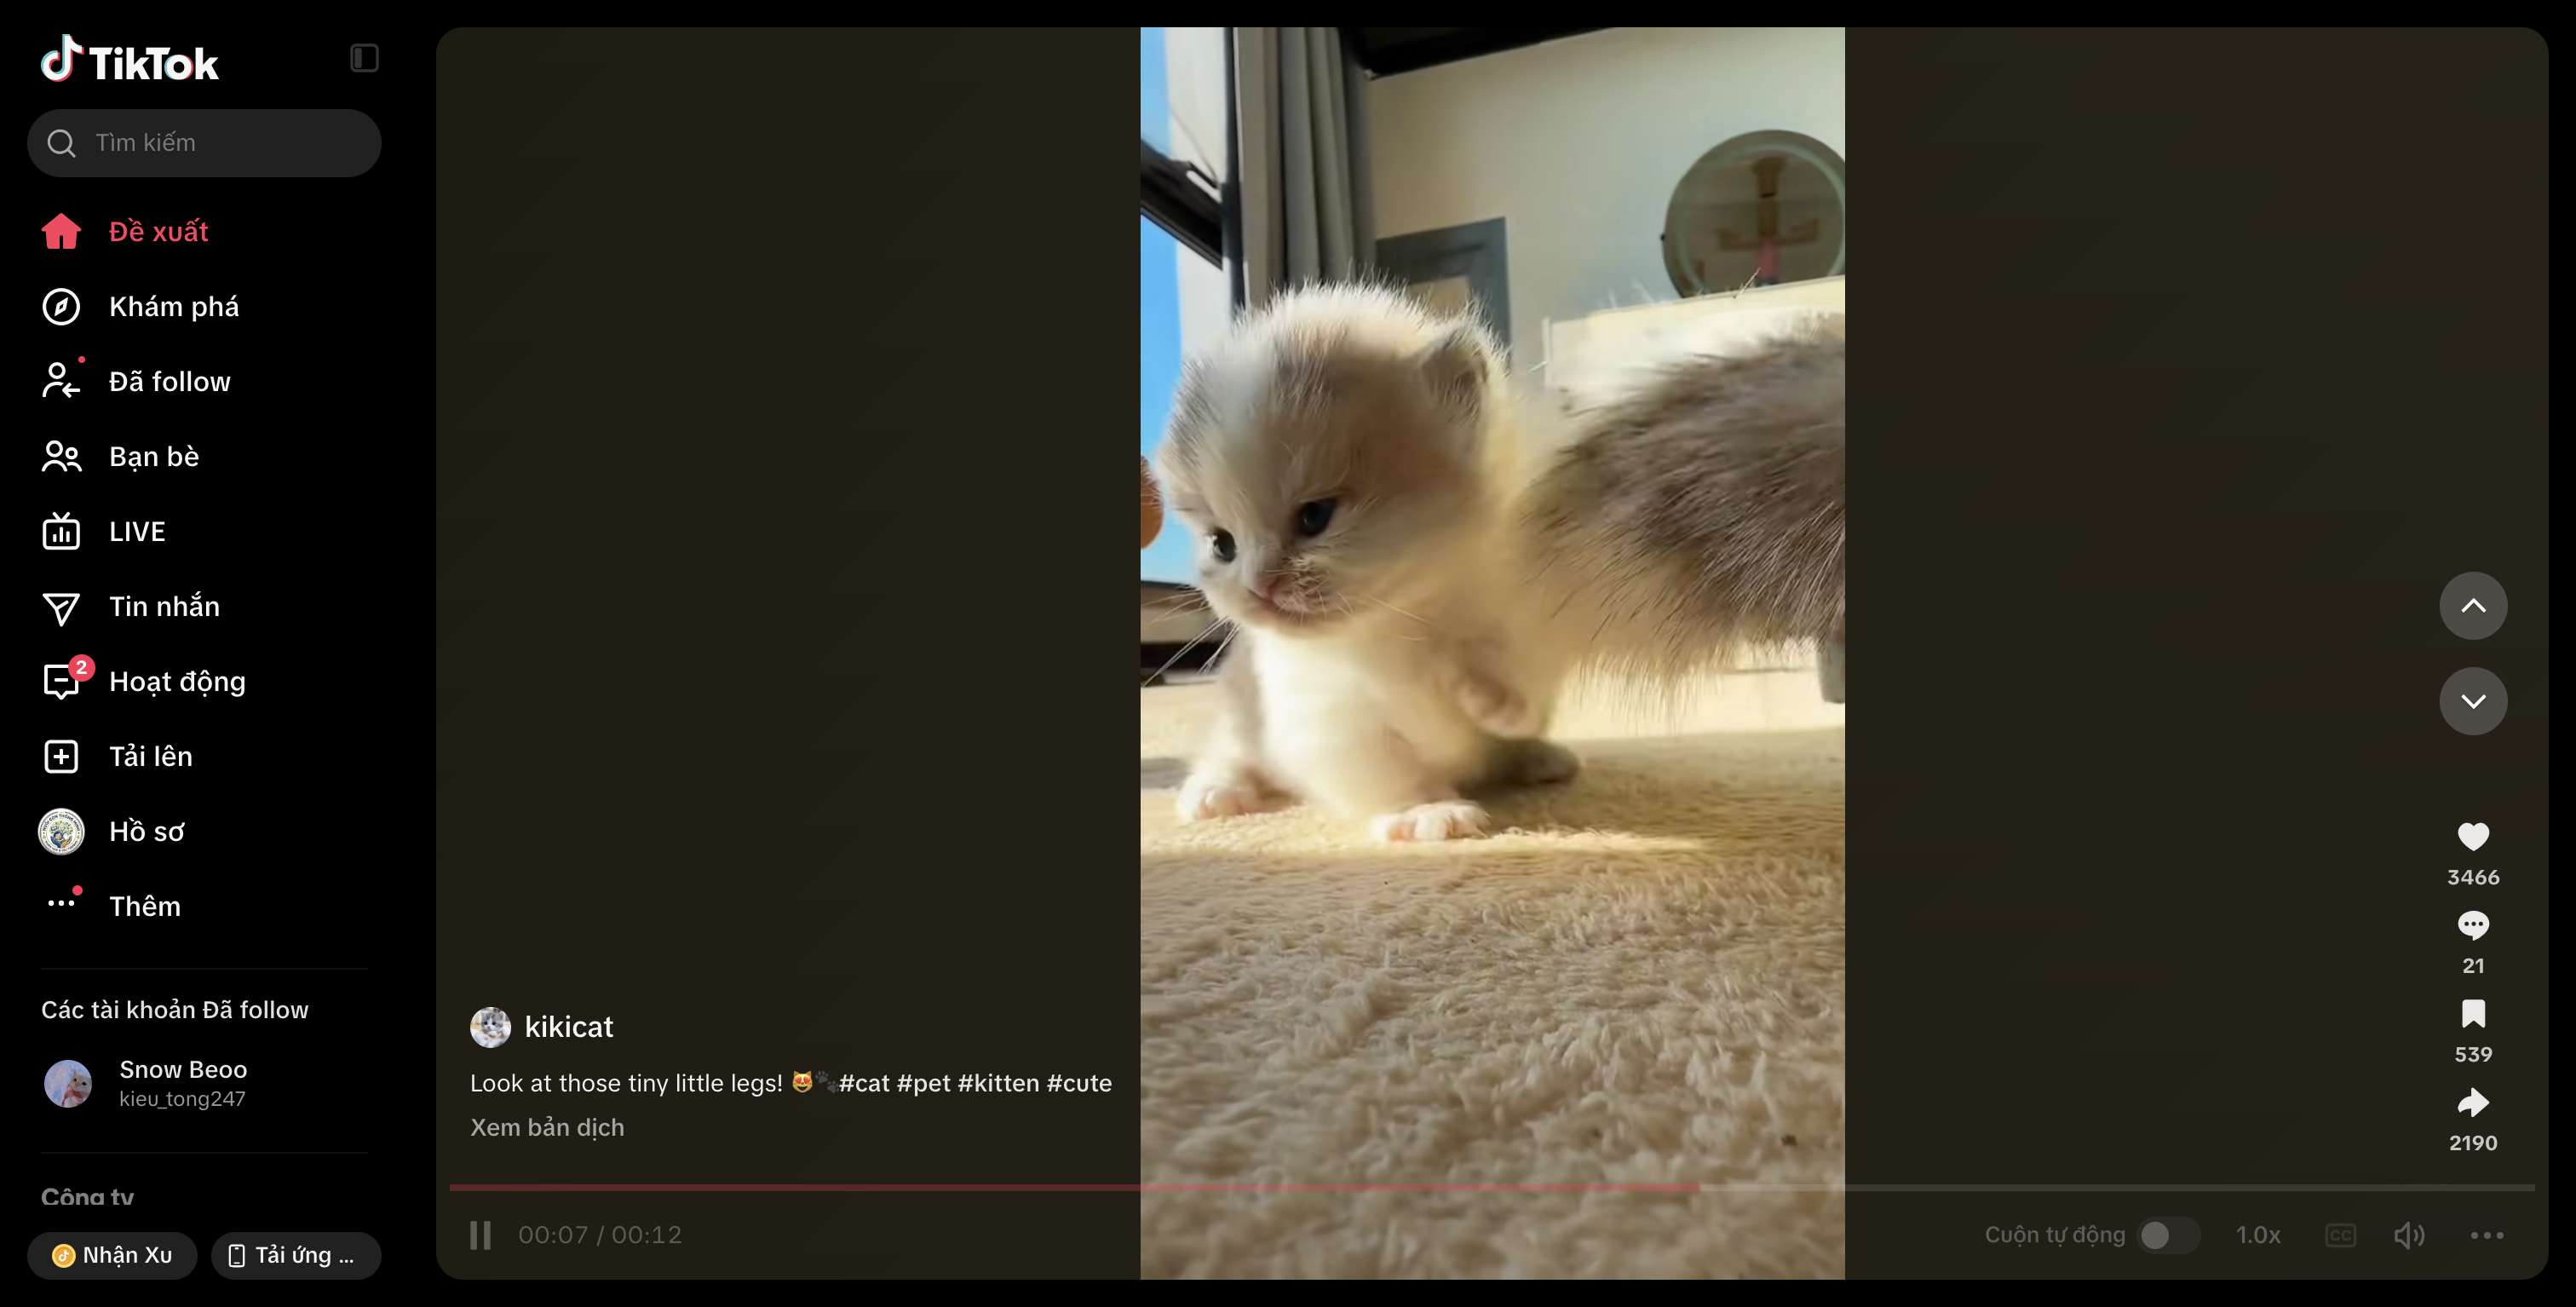 TikTok
Tìm kiếm
Đề xuất
Khám phá
Đã follow
Bạn bè
LIVE
Tin nhắn
2
Hoạt động
Tải lên
Hồ sơ
Thêm
Các tài khoản Đã follow
Snow Beoo
kieu_tong247
Công ty
Nhận Xu
Tải ứng ...
kikicat
Look at those tiny little legs! 😻🐾#cat #pet #kitten #cute
Xem bản dịch
00:07 / 00:12
3466
21
539
2190
Cuộn tự động
1.0x
CC